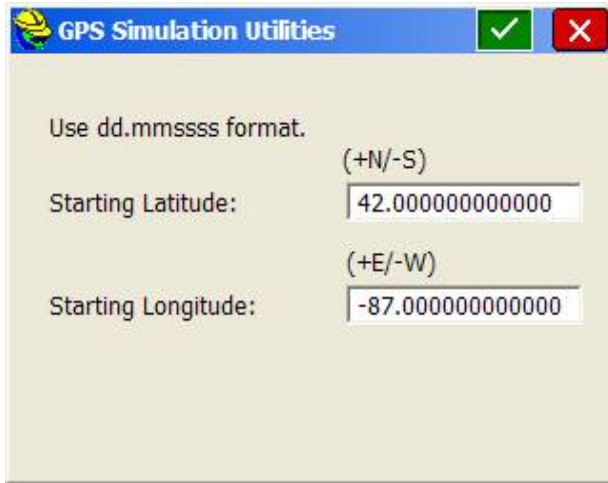 GPS Simulation Utilities
Use dd.mmssss format.
(+N/-S)
Starting Latitude: 42.000000000000
(+E/-W)
Starting Longitude: -87.000000000000